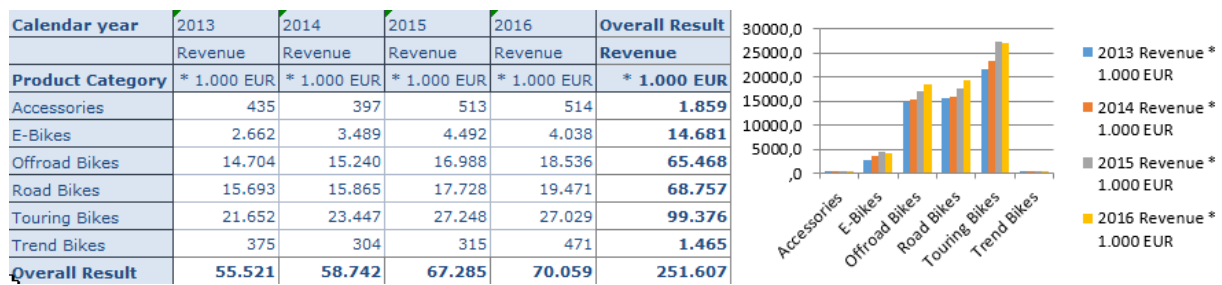 Calendar year 2013 2014 2015 2016 Overall Result
Revenue Revenue Revenue Revenue Revenue
Product Category * 1.000 EUR * 1.000 EUR * 1.000 EUR * 1.000 EUR * 1.000 EUR
Accessories 435 397 513 514 1.859
E-Bikes 2.662 3.489 4.492 4.038 14.681
Offroad Bikes 14.704 15.240 16.988 18.536 65.468
Road Bikes 15.693 15.865 17.728 19.471 68.757
Touring Bikes 21.652 23.447 27.248 27.029 99.376
Trend Bikes 375 304 315 471 1.465
Overall Result 55.521 58.742 67.285 70.059 251.607
30000,0
25000,0
20000,0
15000,0
10000,0
5000,0
,0
Accessories
E-Bikes
Offroad Bikes
Road Bikes
Touring Bikes
Trend Bikes
2013 Revenue *
1.000 EUR
2014 Revenue *
1.000 EUR
2015 Revenue *
1.000 EUR
2016 Revenue *
1.000 EUR